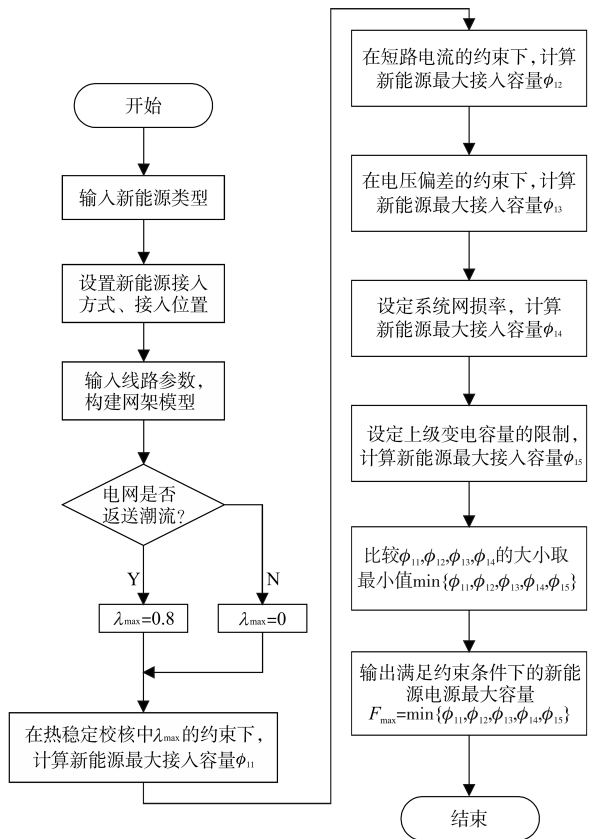 开始
输入新能源类型
设置新能源接入
方式、接入位置
输入线路参数,
构建网架模型
电网是否
返送潮流?
Y
N
λmax=0.8
λmax=0
在热稳定校核中λmax的约束下,
计算新能源最大接入容量ϕ11
在短路电流的约束下,计算
新能源最大接入容量ϕ12
在电压偏差的约束下,计算
新能源最大接入容量ϕ13
设定系统网损率,计算
新能源最大接入容量ϕ14
设定上级变电容量的限制,
计算新能源最大接入容量ϕ15
比较ϕ11,ϕ12,ϕ13,ϕ14的大小取
最小值min{ϕ11,ϕ12,ϕ13,ϕ14,ϕ15}
输出满足约束条件下的新能
源电源最大容量
Fmax=min{ϕ11,ϕ12,ϕ13,ϕ14,ϕ15}
结束